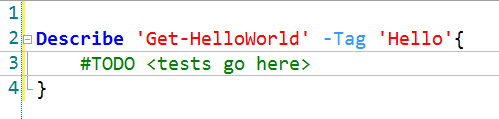 1
2 Describe 'Get-HelloWorld' -Tag 'Hello'{
3 #TODO <tests go here>
4 }